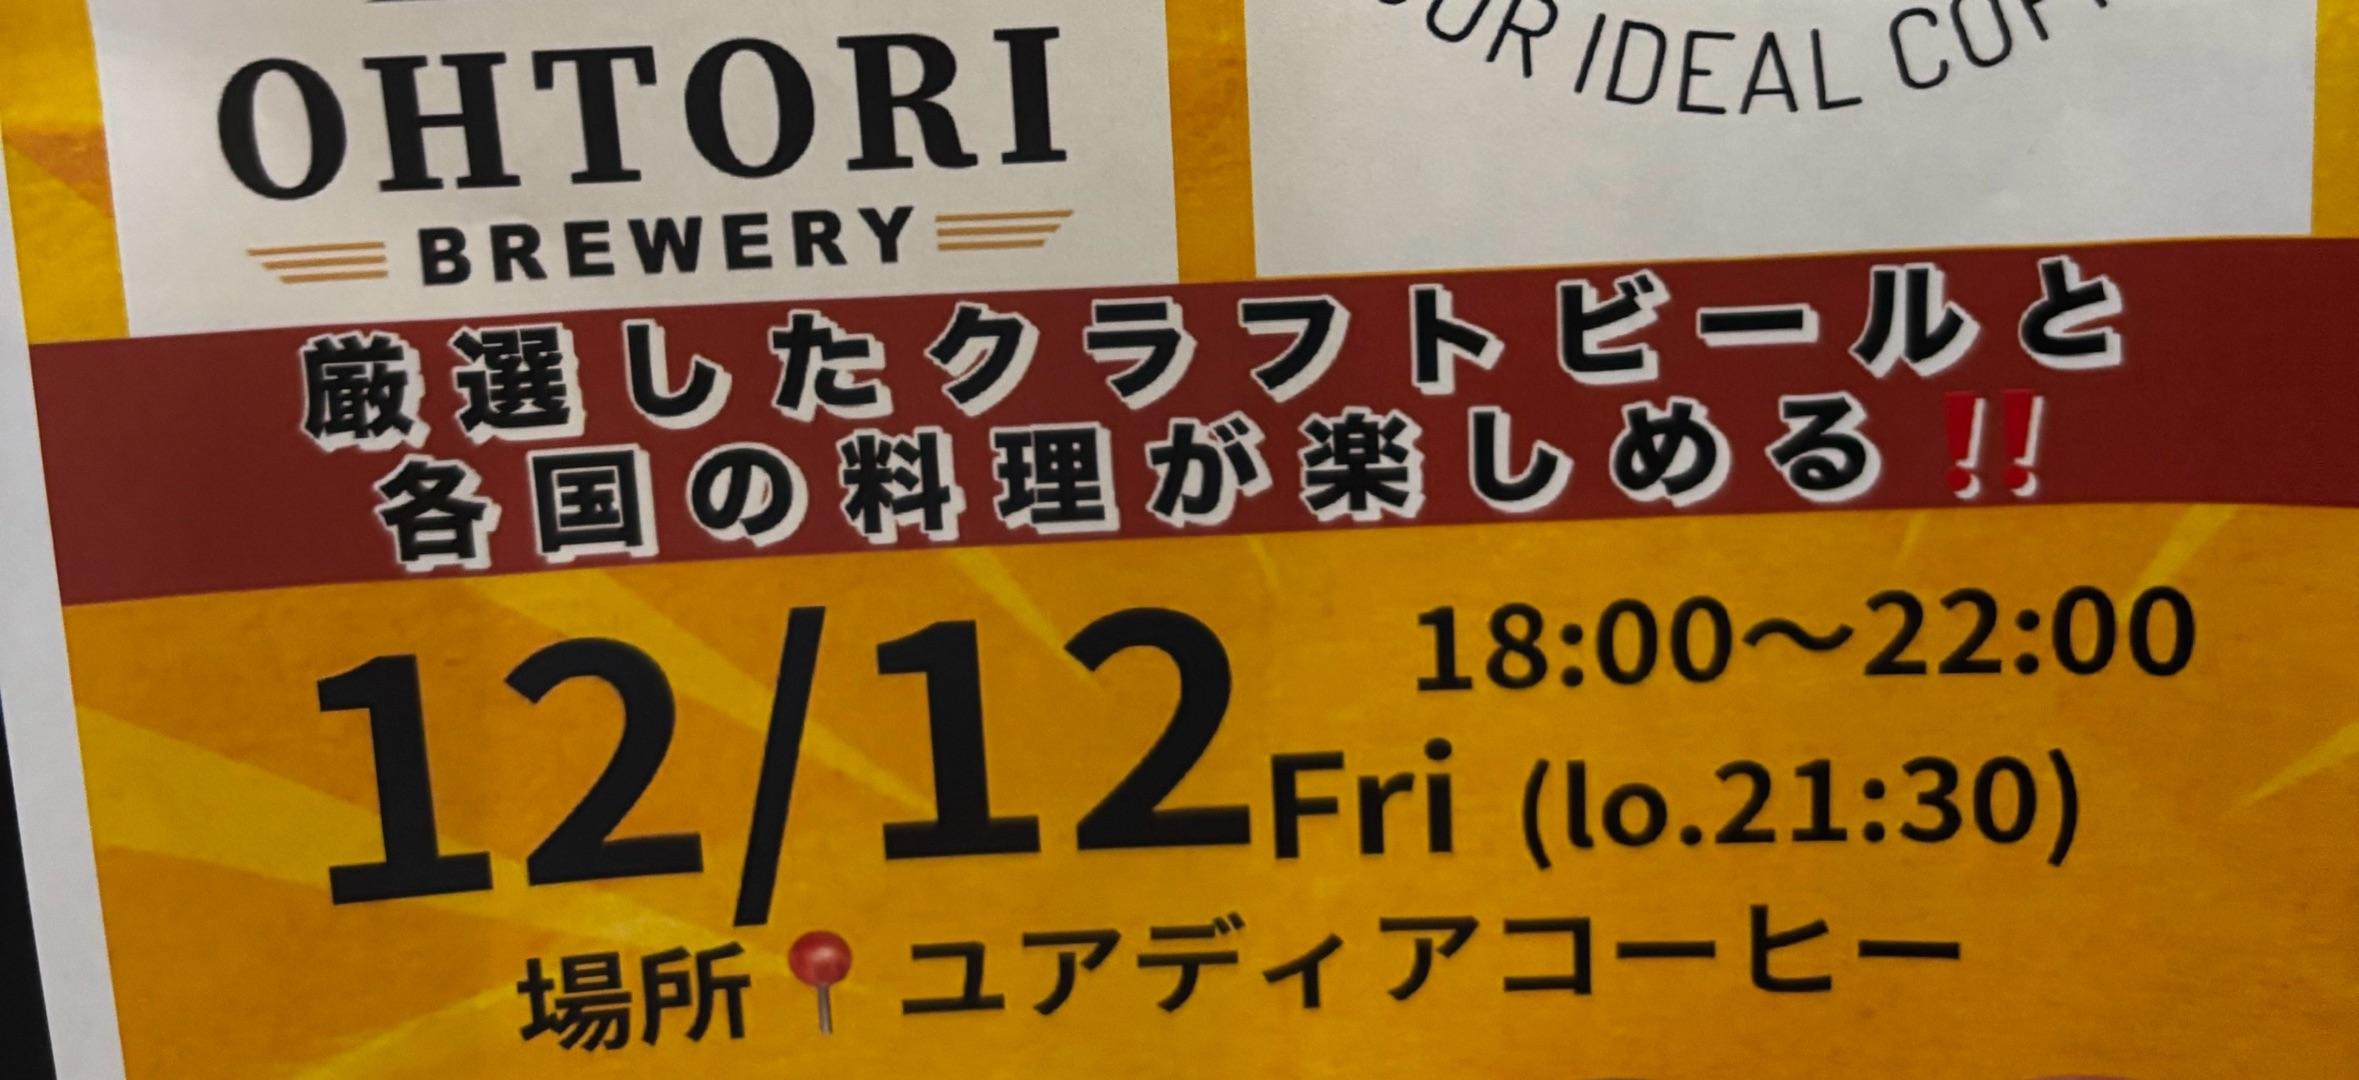 OHTORI
BREWERY
IDEAL
厳選したクラフトビールと
各国の料理が楽しめる‼
12/12Fri
18:00～22:00
(lo.21:30)
場所📍ユアディアコーヒー